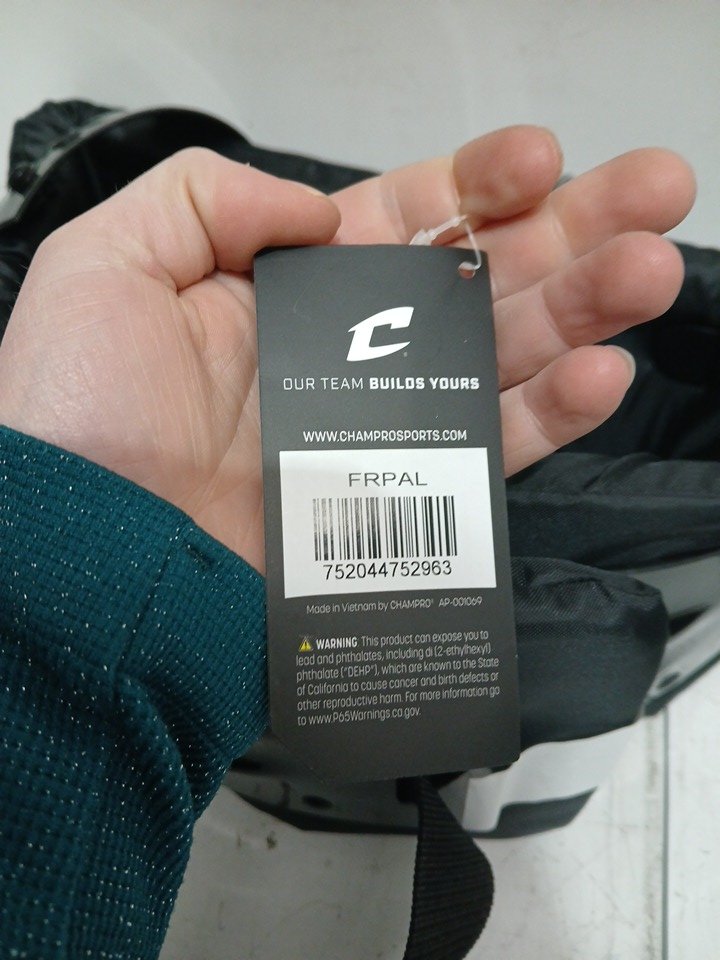 C
OUR TEAM BUILDS YOURS
WWW.CHAMPROSPORTS.COM
FRPAL
752044752963
Made in Vietnam by CHAMPRO® AP-001069
WARNING This product can expose you to
lead and phthalates, including di (2-ethylhexyl)
phthalate ("DEHP"), which are known to the State
of California to cause cancer and birth defects or
other reproductive harm. For more information go
to www.P65Warnings.ca.gov.